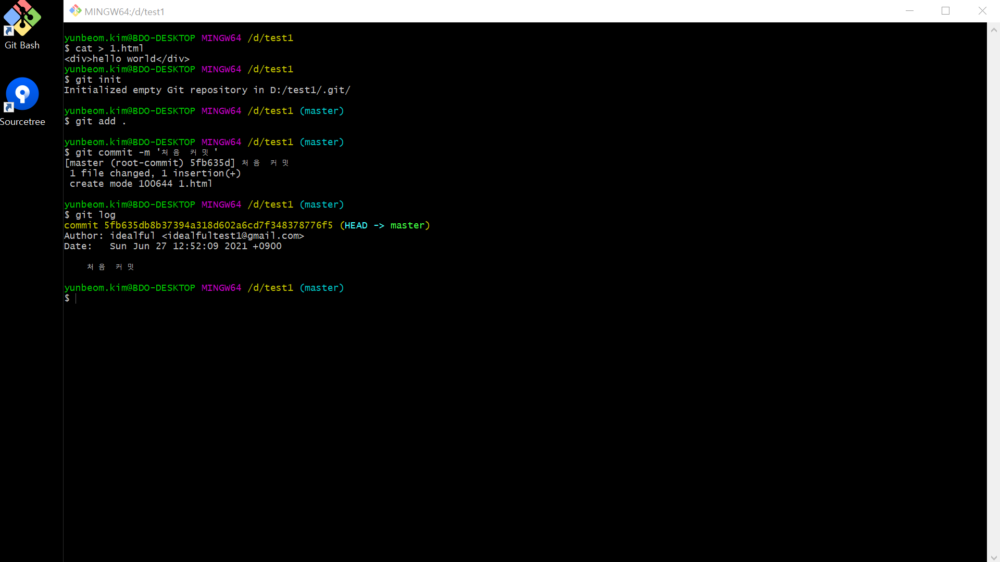 Git Bash
Sourcetree
MINGW64:/d/test1
yunbeom.kim@BDO-DESKTOP MINGW64 /d/test1
$ cat > 1.html
<div>hello world</div>
yunbeom.kim@BDO-DESKTOP MINGW64 /d/test1
$ git init
Initialized empty Git repository in D:/test1/.git/
yunbeom.kim@BDO-DESKTOP MINGW64 /d/test1 (master)
$ git add .
yunbeom.kim@BDO-DESKTOP MINGW64 /d/test1 (master)
$ git commit -m '처음 커밋'
[master (root-commit) 5fb635d] 처음 커밋
 1 file changed, 1 insertion(+)
 create mode 100644 1.html
yunbeom.kim@BDO-DESKTOP MINGW64 /d/test1 (master)
$ git log
commit 5fb635db8b37394a318d602a6cd7f348378776f5 (HEAD -> master)
Author: idealful <idealfultest1@gmail.com>
Date:   Sun Jun 27 12:52:09 2021 +0900
    처음 커밋
yunbeom.kim@BDO-DESKTOP MINGW64 /d/test1 (master)
$